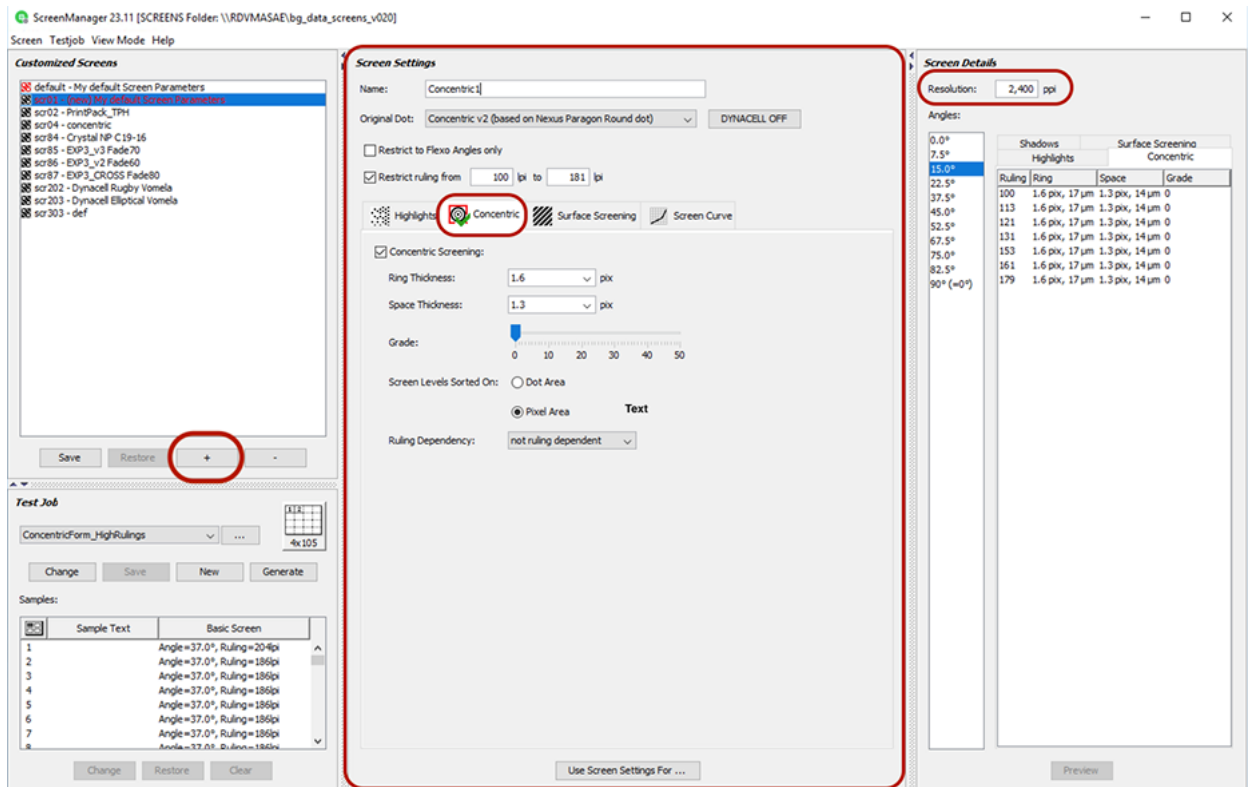 ScreenManager 23.11 [SCREENS Folder: \\RDVMASAE\bg_data_screens_v020]
Screen Testjob View Mode Help
Customized Screens
default - My default Screen Parameters
scr01 - (new) My default Screen Parameters
scr02 - PrintPack_TPH
scr04 - concentric
scr84 - Crystal NP C19-16
scr85 - EXP3_v3 Fade70
scr86 - EXP3_v2 Fade60
scr87 - EXP3_CROSS Fade80
scr202 - Dynacell Rugby Vomela
scr203 - Dynacell Elliptical Vomela
scr303 - def
Save Restore + -
Test Job
ConcentricForm_HighRulings ...
1 2
4x105
Change Save New Generate
Samples:
Sample Text Basic Screen
1 Angle=37.0°, Ruling=204lpi
2 Angle=37.0°, Ruling=186lpi
3 Angle=37.0°, Ruling=186lpi
4 Angle=37.0°, Ruling=186lpi
5 Angle=37.0°, Ruling=186lpi
6 Angle=37.0°, Ruling=186lpi
7 Angle=37.0°, Ruling=186lpi
8 Angle=37.0°, Ruling=186lpi
Change Restore Clear
Screen Settings
Name: Concentric1
Original Dot: Concentric v2 (based on Nexus Paragon Round dot) DYNACELL OFF
Restrict to Flexo Angles only
Restrict ruling from 100 lpi to 181 lpi
Highlights Concentric Surface Screening Screen Curve
Concentric Screening:
Ring Thickness: 1.6 pix
Space Thickness: 1.3 pix
Grade:
0 10 20 30 40 50
Screen Levels Sorted On: Dot Area
Pixel Area Text
Ruling Dependency: not ruling dependent
Use Screen Settings For ...
Screen Details
Resolution: 2,400 ppi
Angles:
0.0°
7.5°
15.0°
22.5°
37.5°
45.0°
52.5°
67.5°
75.0°
82.5°
90° (=0°)
Shadows Surface Screening
Highlights Concentric
Ruling Ring Space Grade
100 1.6 pix, 17 µm 1.3 pix, 14 µm 0
113 1.6 pix, 17 µm 1.3 pix, 14 µm 0
121 1.6 pix, 17 µm 1.3 pix, 14 µm 0
131 1.6 pix, 17 µm 1.3 pix, 14 µm 0
153 1.6 pix, 17 µm 1.3 pix, 14 µm 0
161 1.6 pix, 17 µm 1.3 pix, 14 µm 0
179 1.6 pix, 17 µm 1.3 pix, 14 µm 0
Preview